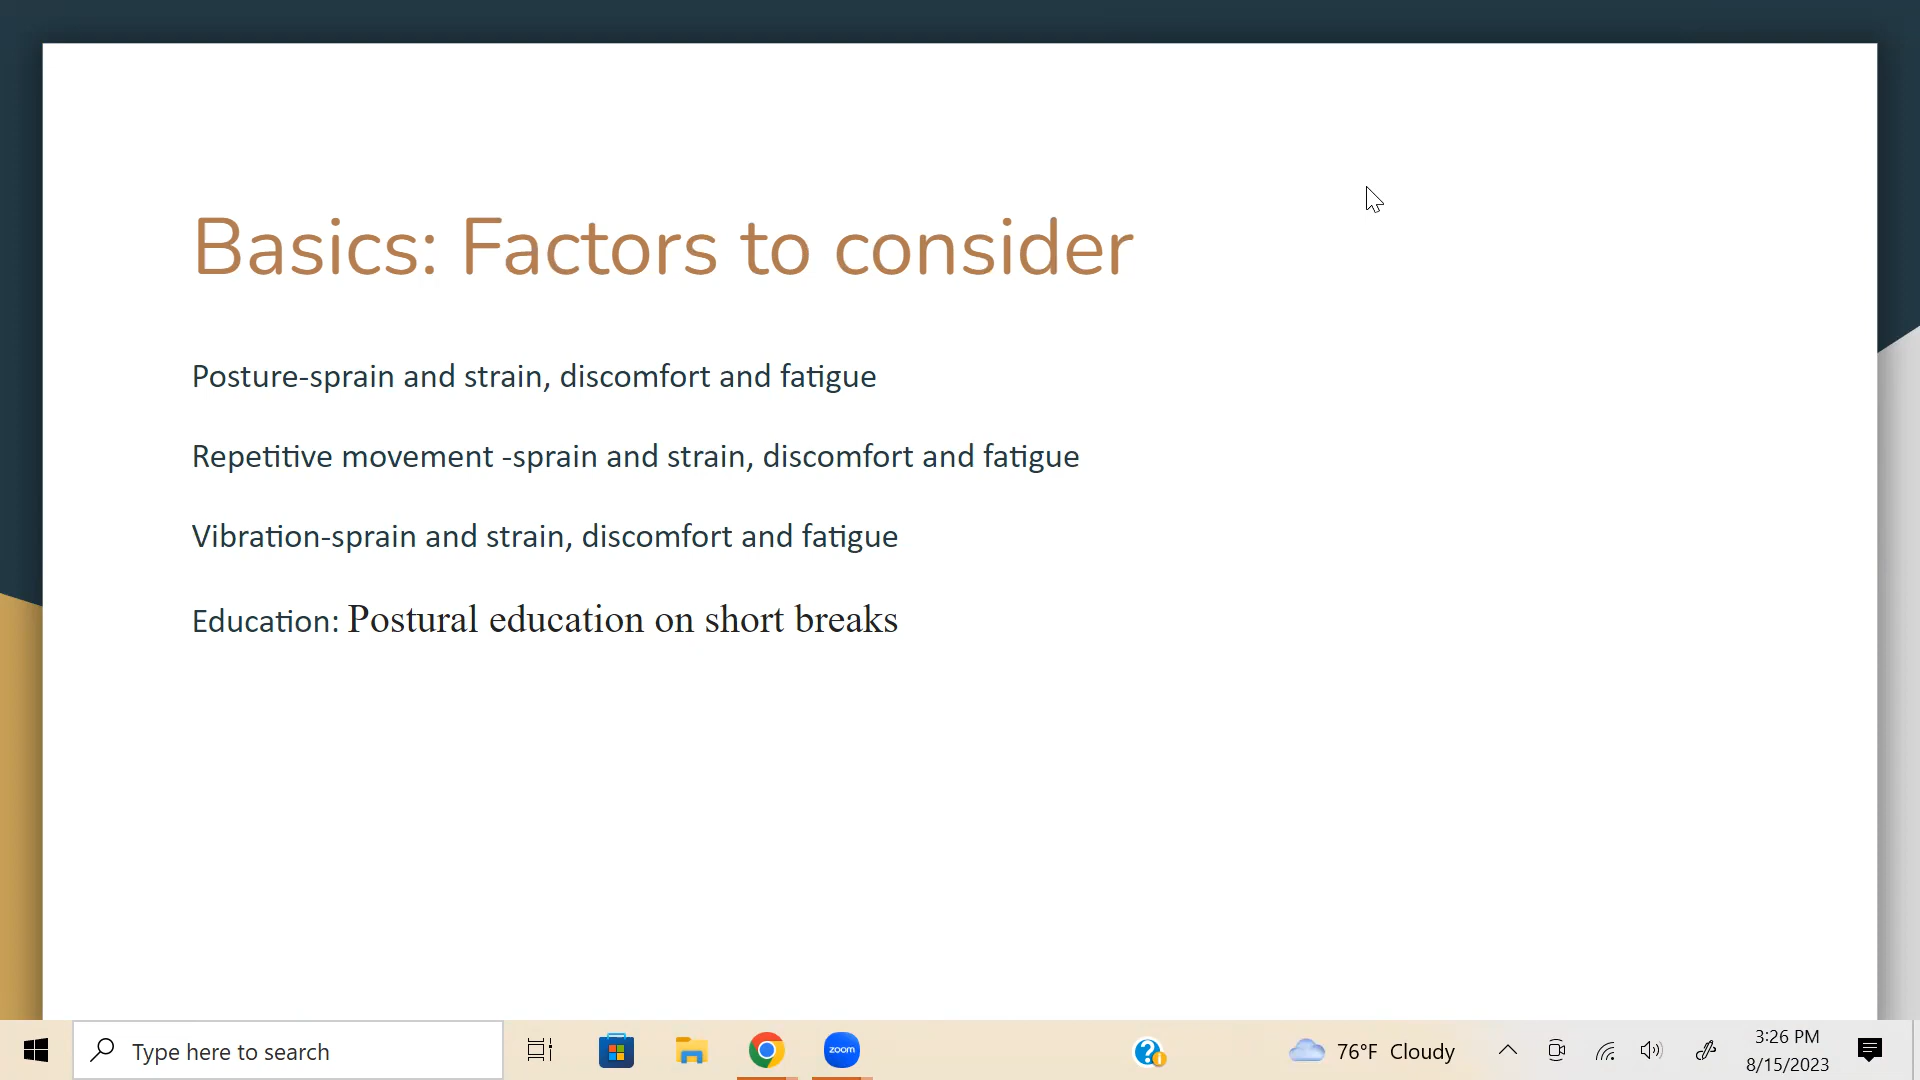 Basics: Factors to consider
Posture-sprain and strain, discomfort and fatigue
Repetitive movement -sprain and strain, discomfort and fatigue
Vibration-sprain and strain, discomfort and fatigue
Education: Postural education on short breaks
Type here to search
zoom
76°F Cloudy
3:26 PM
8/15/2023